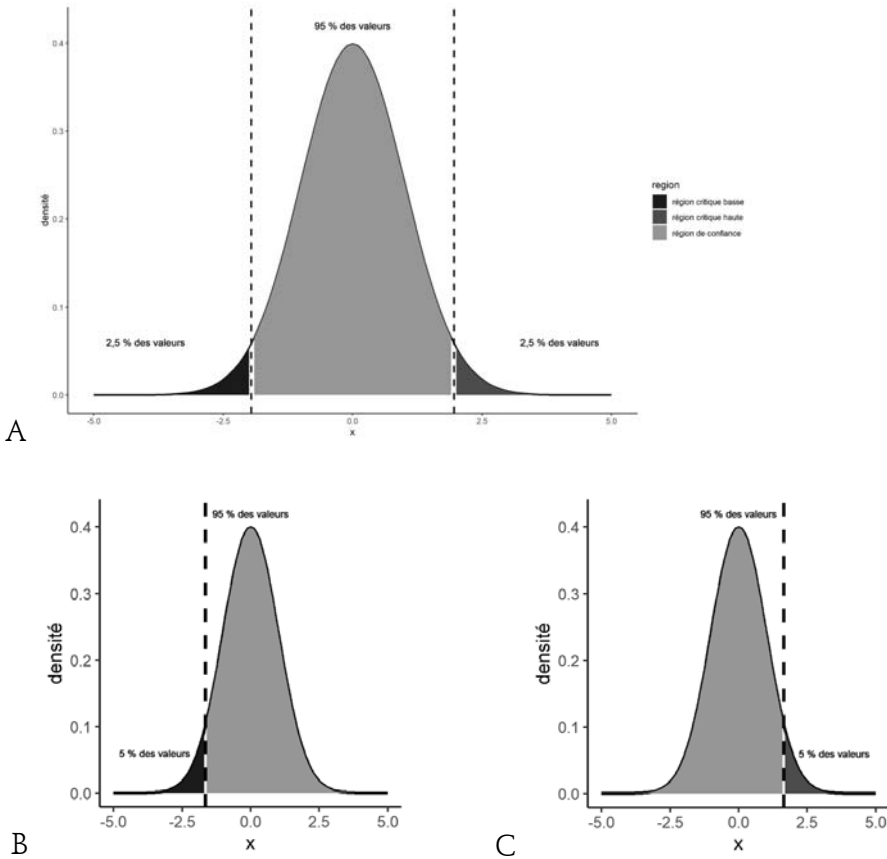 95 % des valeurs
0.4
0.3
densité
0.2
region
région critique basse
région critique haute
région de confiance
0.1
2,5 % des valeurs
2,5 % des valeurs
0.0
-5.0 -2.5 0.0 2.5 5.0
x
A
95 % des valeurs
0.4
0.3
densité
0.2
0.1
5 % des valeurs
0.0
-5.0 -2.5 0.0 2.5 5.0
x
B
95 % des valeurs
0.4
0.3
densité
0.2
0.1
5 % des valeurs
0.0
-5.0 -2.5 0.0 2.5 5.0
x
C